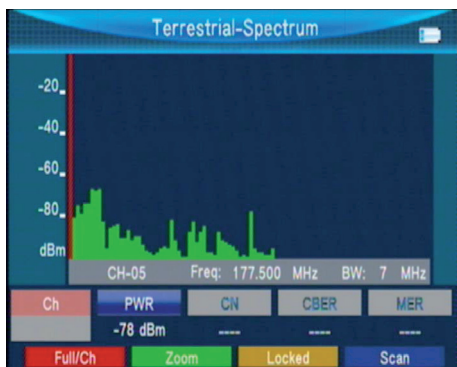 Terrestrial-Spectrum
-20
-40
-60
-80
dBm
CH-05 Freq: 177.500 MHz BW: 7 MHz
Ch PWR CN CBER MER
-78 dBm ---- ---- ----
Full/Ch Zoom Locked Scan